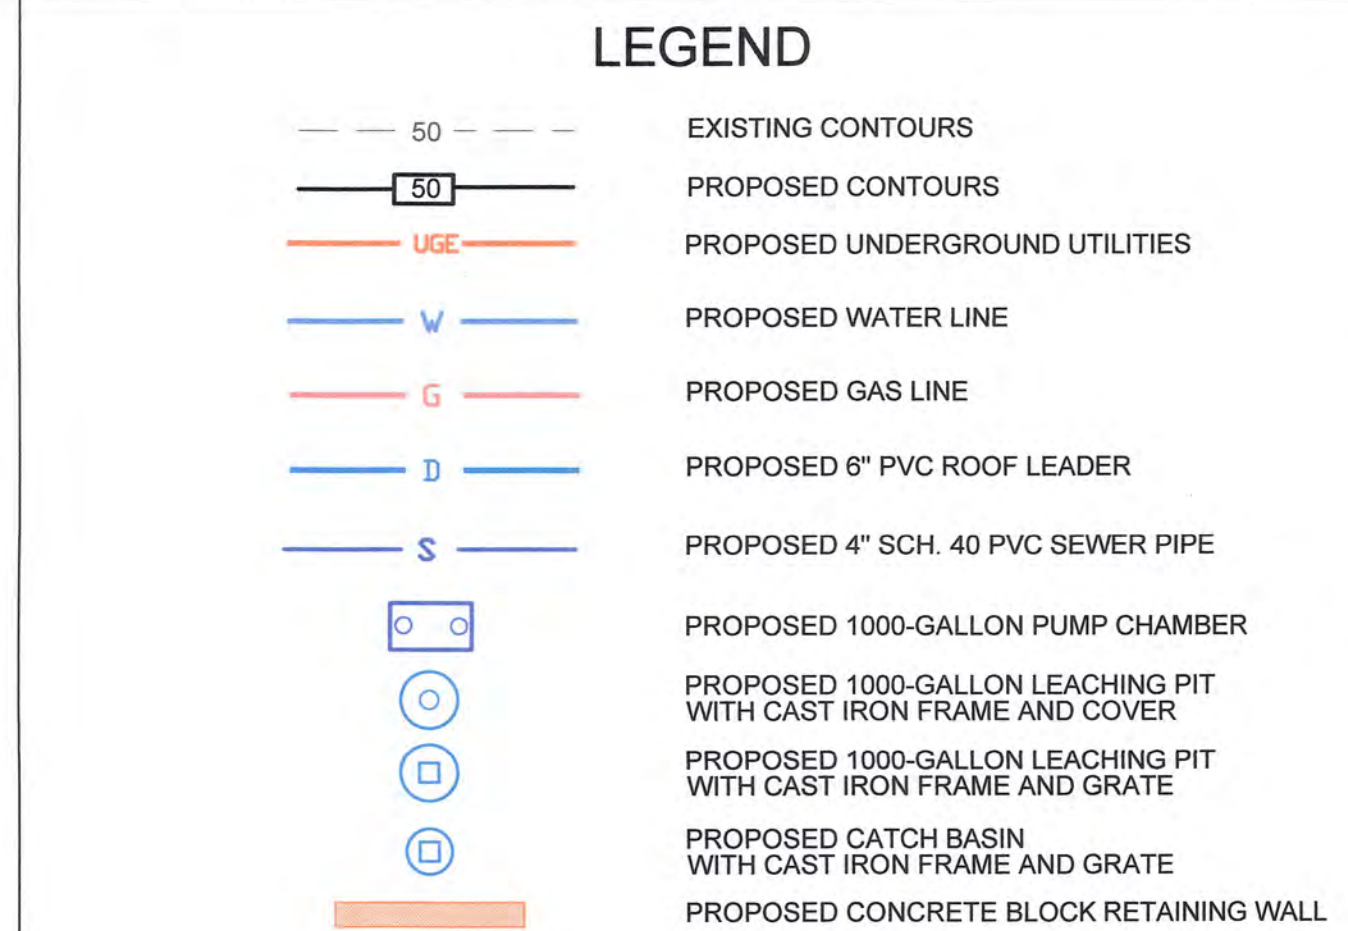 LEGEND
50 EXISTING CONTOURS
50 PROPOSED CONTOURS
UGE PROPOSED UNDERGROUND UTILITIES
W PROPOSED WATER LINE
G PROPOSED GAS LINE
D PROPOSED 6" PVC ROOF LEADER
S PROPOSED 4" SCH. 40 PVC SEWER PIPE
PROPOSED 1000-GALLON PUMP CHAMBER
PROPOSED 1000-GALLON LEACHING PIT
WITH CAST IRON FRAME AND COVER
PROPOSED 1000-GALLON LEACHING PIT
WITH CAST IRON FRAME AND GRATE
PROPOSED CATCH BASIN
WITH CAST IRON FRAME AND GRATE
PROPOSED CONCRETE BLOCK RETAINING WALL